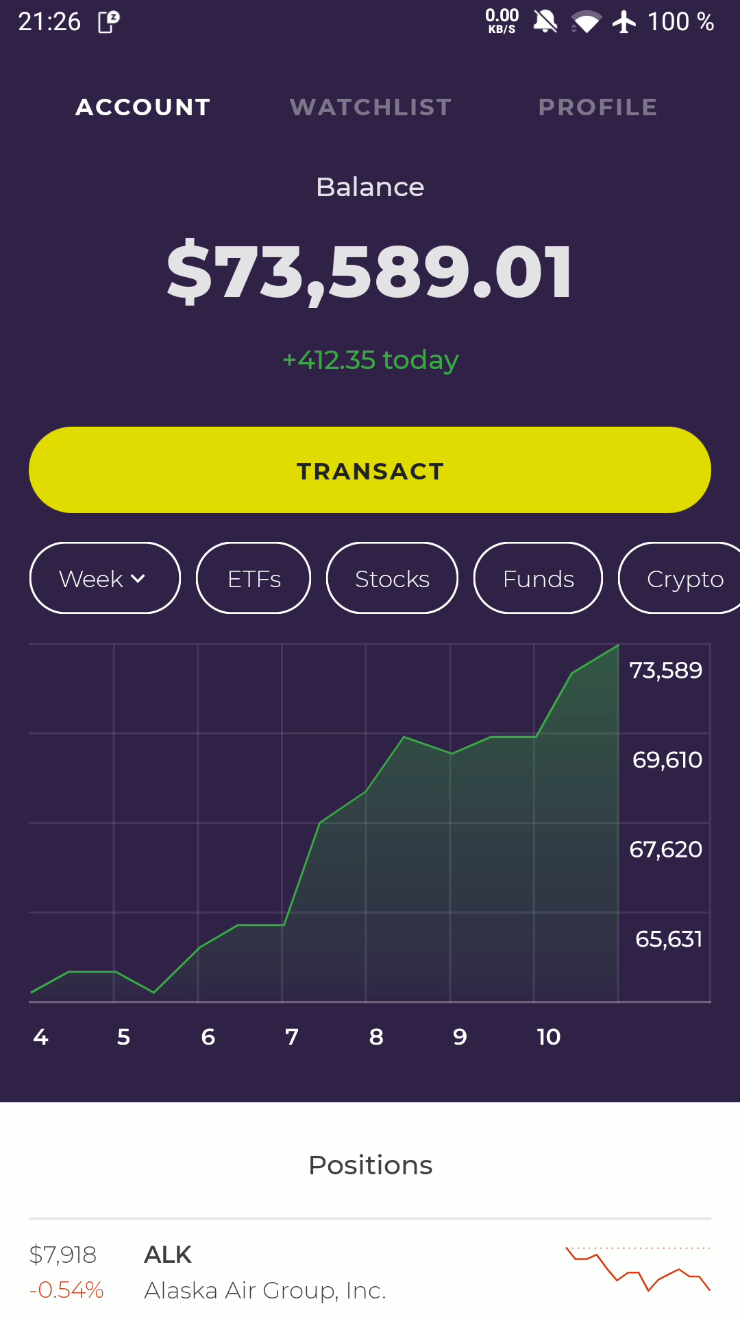 21:26 z 0.00 KB/S 100 %
ACCOUNT WATCHLIST PROFILE
Balance
$73,589.01
+412.35 today
TRANSACT
Week ETFs Stocks Funds Crypto
73,589
69,610
67,620
65,631
4 5 6 7 8 9 10
Positions
$7,918 ALK
-0.54% Alaska Air Group, Inc.